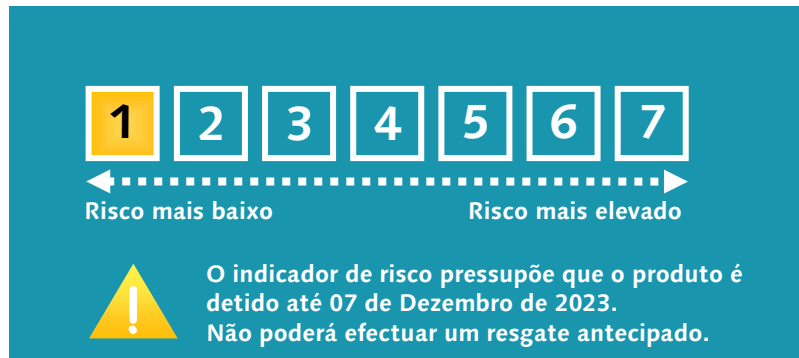 1 2 3 4 5 6 7
Risco mais baixo Risco mais elevado
O indicador de risco pressupõe que o produto é
detido até 07 de Dezembro de 2023.
Não poderá efectuar um resgate antecipado.